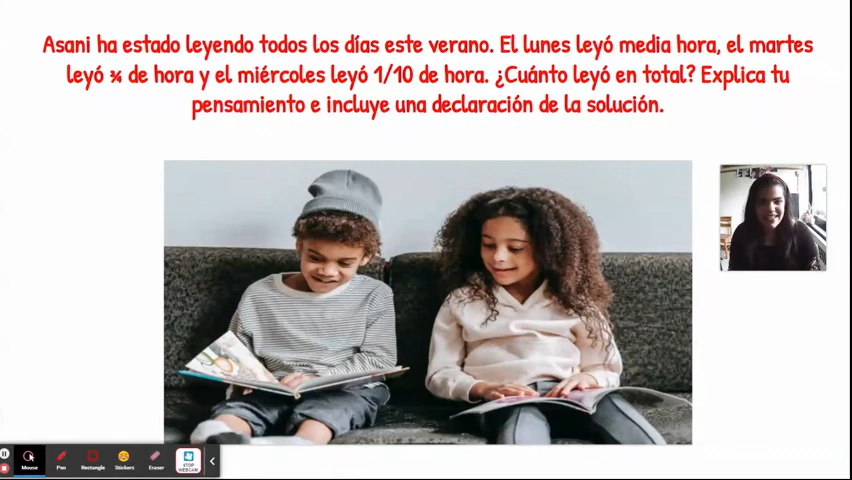 Asani ha estado leyendo todos los días este verano. El lunes leyó media hora, el martes
leyó ¾ de hora y el miércoles leyó 1/10 de hora. ¿Cuánto leyó en total? Explica tu
pensamiento e incluye una declaración de la solución.
Mouse
Pen
Rectangle
Stickers
Eraser
STOP
WEBCAM